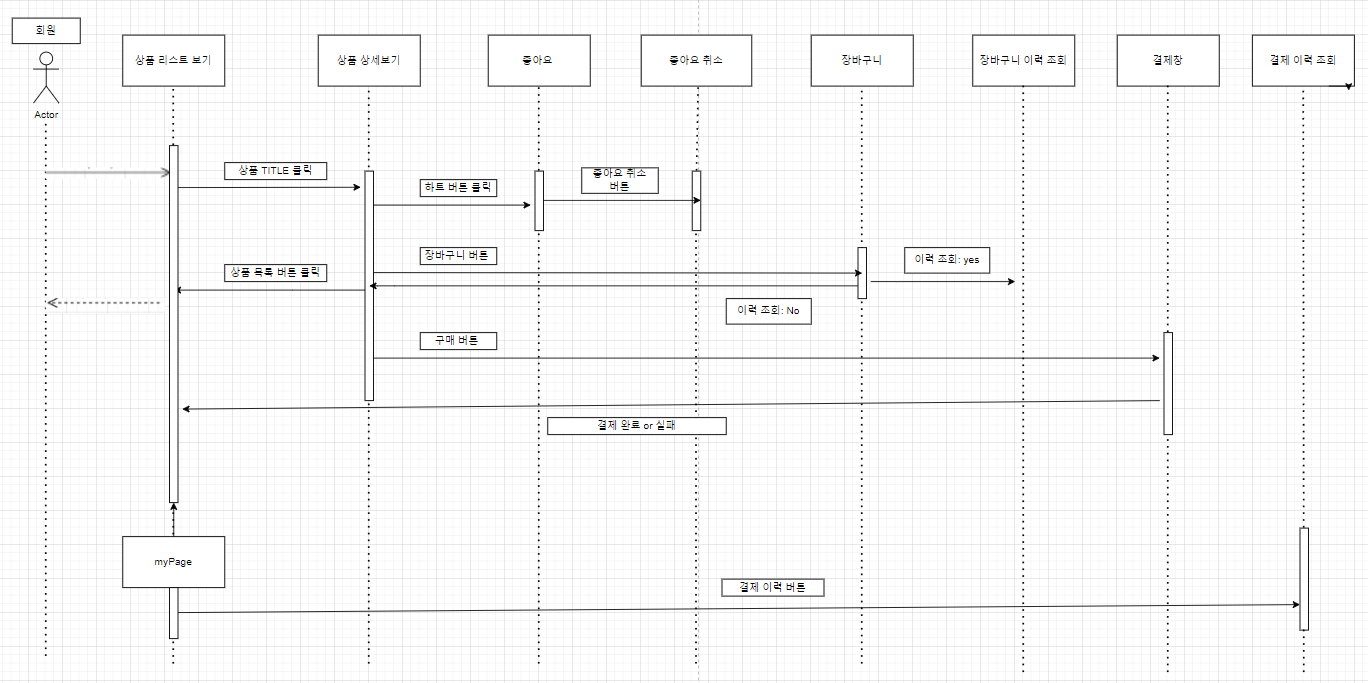 회원
Actor
상품 리스트 보기
상품 상세보기
좋아요
좋아요 취소
장바구니
장바구니 이력 조회
결제창
결제 이력 조회
상품 TITLE 클릭
하트 버튼 클릭
좋아요 취소
버튼
장바구니 버튼
이력 조회: yes
상품 목록 버튼 클릭
이력 조회: No
구매 버튼
결제 완료 or 실패
myPage
결제 이력 버튼